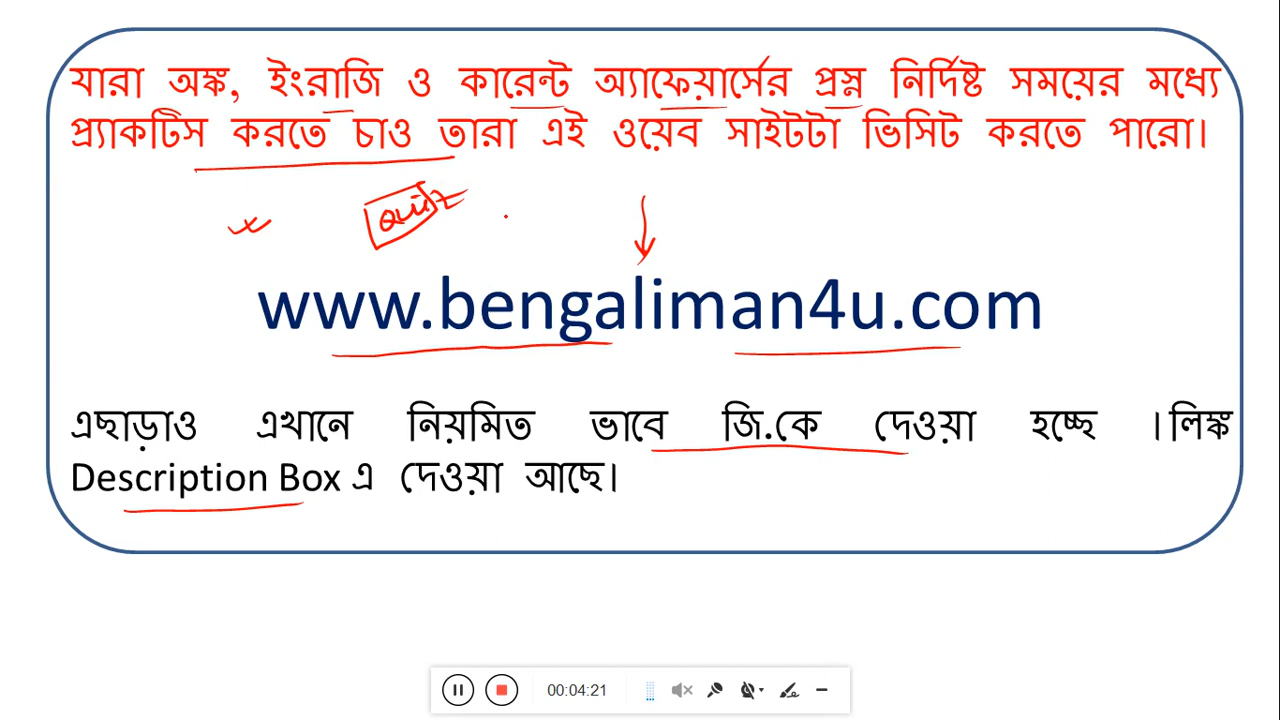 যারা অঙ্ক, ইংরাজি ও কারেন্ট অ্যাফেয়ার্সের প্রস্ন নির্দিষ্ট সময়ের মধ্যে
প্র্যাকটিস করতে চাও তারা এই ওয়েব সাইটটা ভিসিট করতে পারো।
Quiz
www.bengaliman4u.com
এছাড়াও এখানে নিয়মিত ভাবে জি.কে দেওয়া হচ্ছে ।লিঙ্ক
Description Box এ দেওয়া আছে।
00:04:21